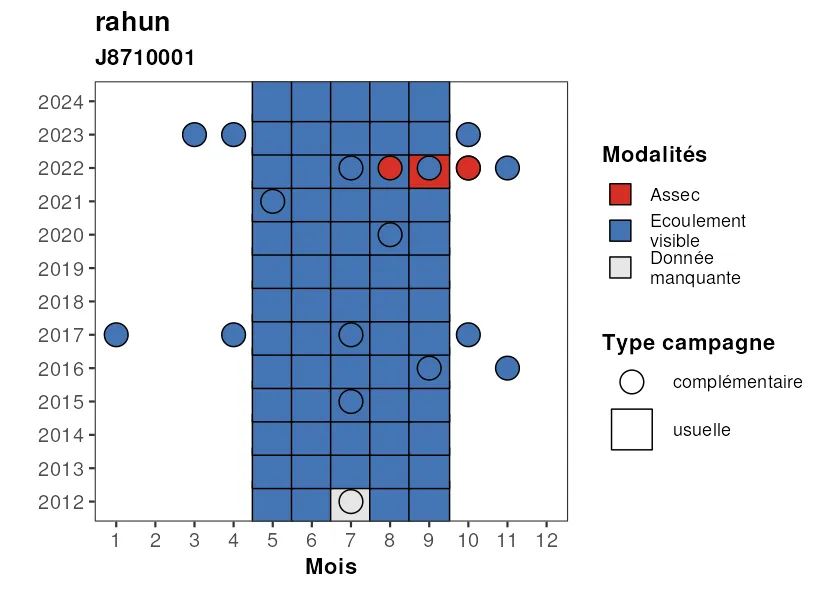 rahun
J8710001
2024
2023
2022
2021
2020
2019
2018
2017
2016
2015
2014
2013
2012
1 2 3 4 5 6 7 8 9 10 11 12
Mois
Modalités
Assec
Ecoulement
visible
Donnée
manquante
Type campagne
complémentaire
usuelle